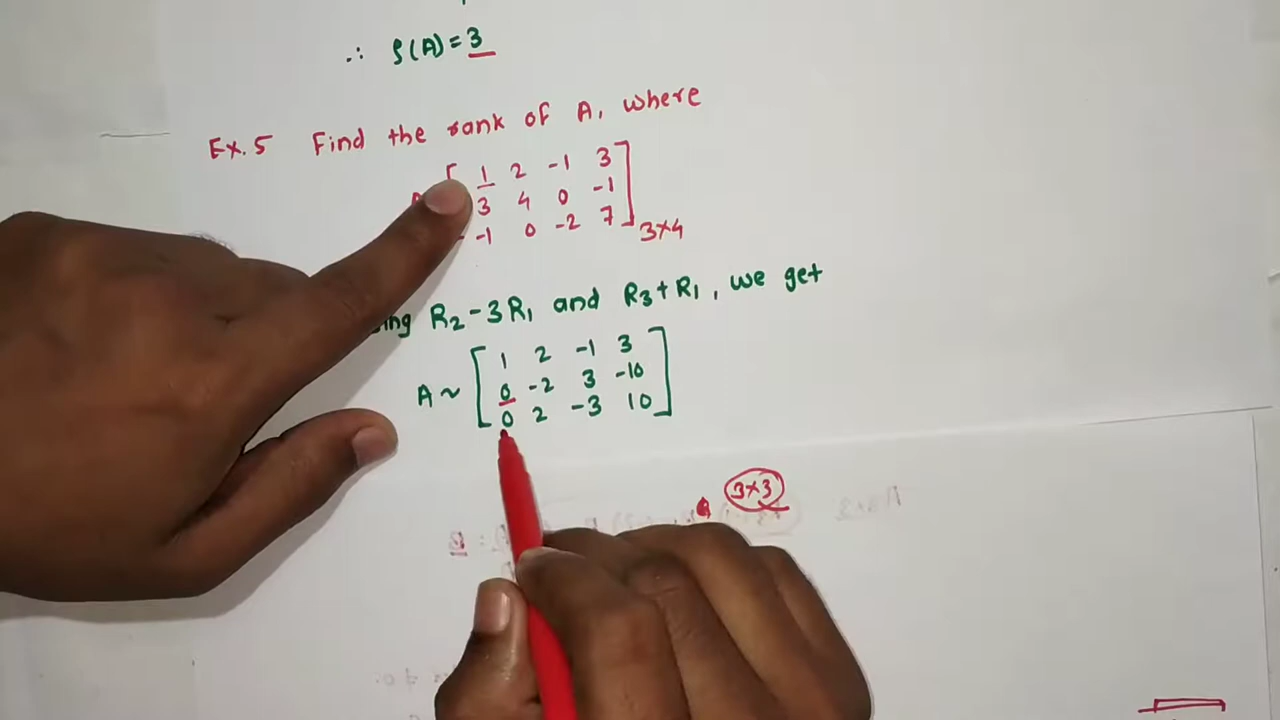 ∴ ρ(A)=3
Ex.5 Find the rank of A, where
1 2 -1 3
3 4 0 -1
-1 0 -2 7
3×4
R₂-3R₁ and R₃+R₁, we get
A ~ [ 1 2 -1 3
0 -2 3 -10
0 2 -3 10 ]
3×3